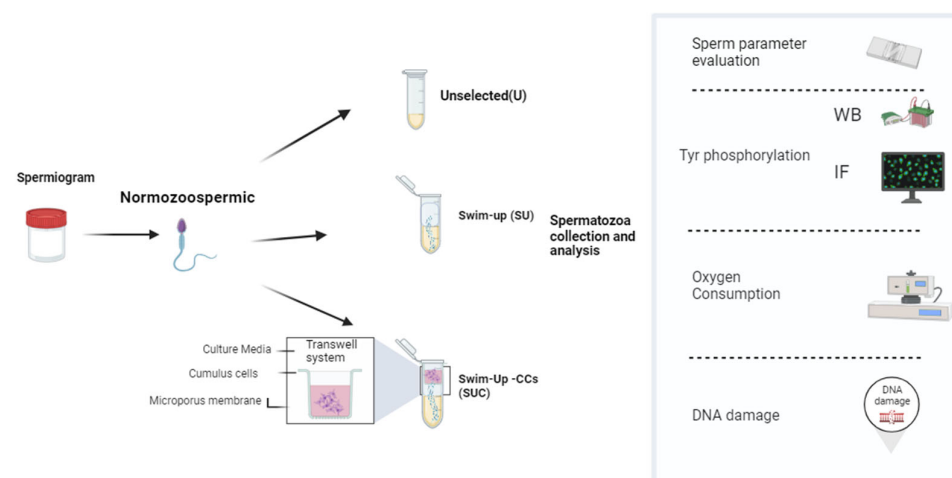 Spermiogram
Normozoospermic
Unselected(U)
Swim-up (SU)
Spermatozoa
collection and
analysis
Culture Media
Cumulus cells
Microporus membrane
Transwell
system
Swim-Up -CCs
(SUC)
Sperm parameter
evaluation
WB
Tyr phosphorylation
IF
Oxygen
Consumption
DNA damage
DNA
damage